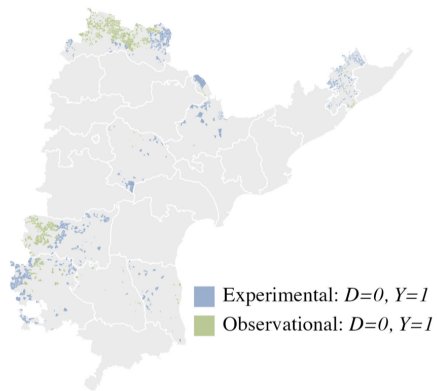 Experimental: D=0, Y=1
Observational: D=0, Y=1